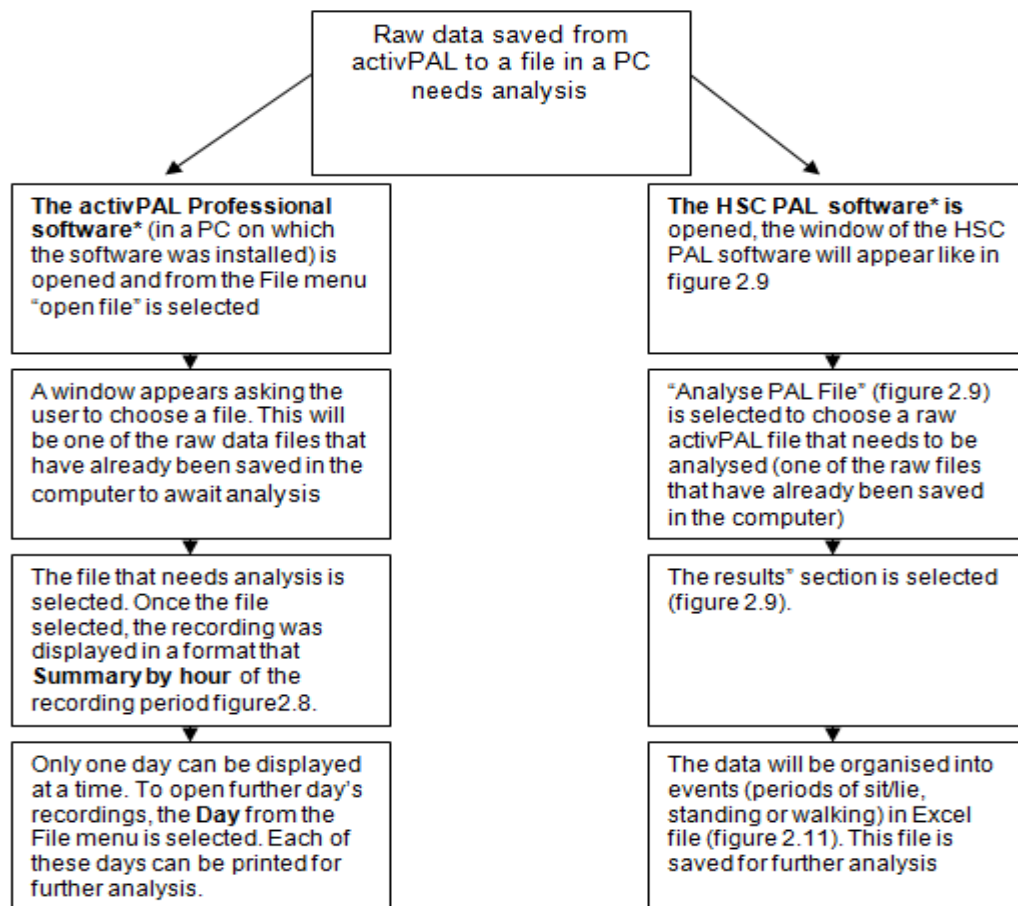 Raw data saved from
activPAL to a file in a PC
needs analysis
The activPAL Professional
software* (in a PC on which
the software was installed) is
opened and from the File menu
“open file” is selected
A window appears asking the
user to choose a file. This will
be one of the raw data files that
have already been saved in the
computer to await analysis
The file that needs analysis is
selected. Once the file
selected, the recording was
displayed in a format that
Summary by hour of the
recording period figure2.8.
Only one day can be displayed
at a time. To open further day’s
recordings, the Day from the
File menu is selected. Each of
these days can be printed for
further analysis.
The HSC PAL software* is
opened, the window of the HSC
PAL software will appear like in
figure 2.9
“Analyse PAL File” (figure 2.9)
is selected to choose a raw
activPAL file that needs to be
analysed (one of the raw files
that have already been saved
in the computer)
The results” section is selected
(figure 2.9).
The data will be organised into
events (periods of sit/lie,
standing or walking) in Excel
file (figure 2.11). This file is
saved for further analysis